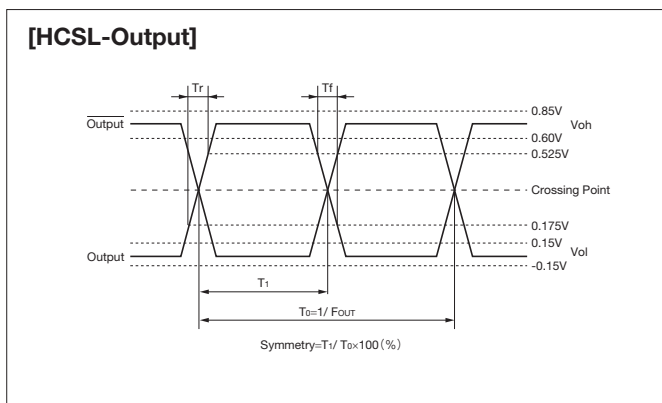 [HCSL-Output]
Tr
Tf
0.85V
Output
Voh
0.60V
0.525V
Crossing Point
0.175V
0.15V
Vol
Output
-0.15V
T1
T0=1/ FOUT
Symmetry=T1/ T0×100(%)